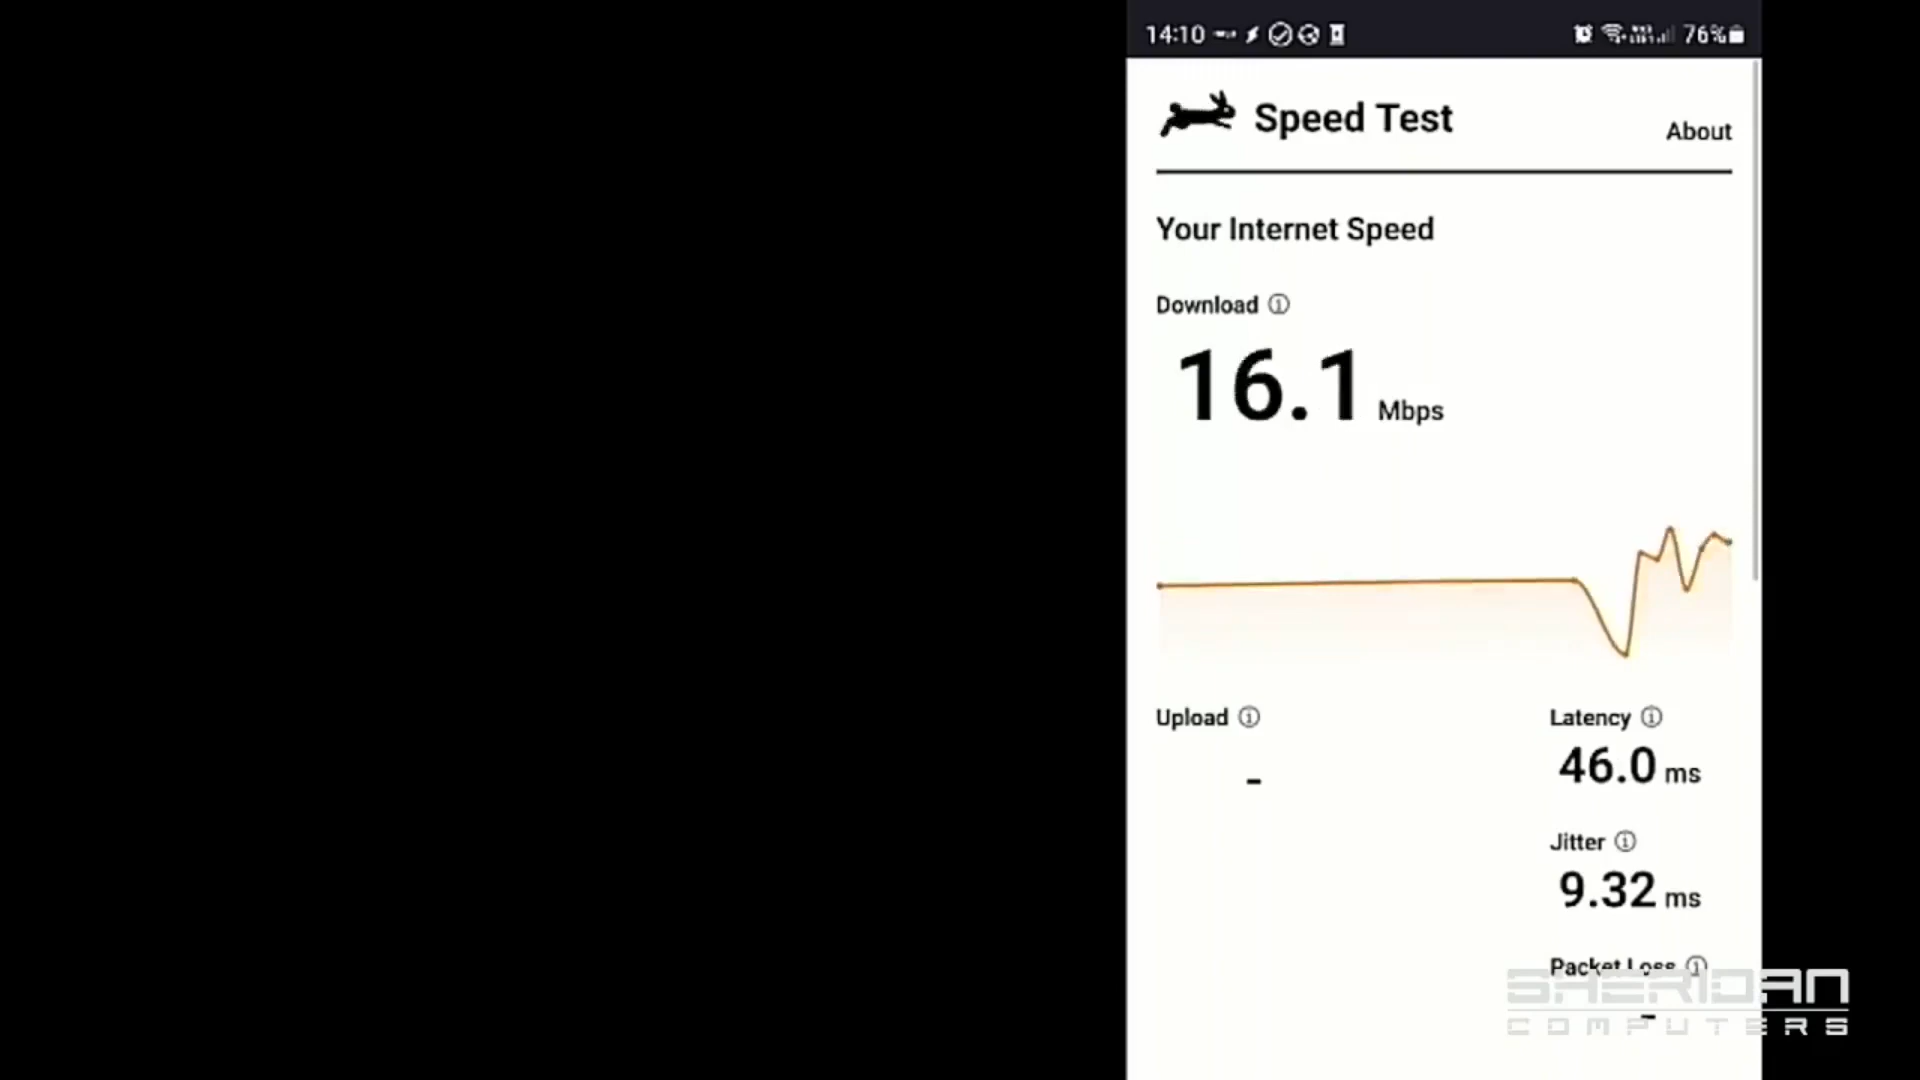 14:10
76%
Speed Test
About
Your Internet Speed
Download
16.1 Mbps
Upload
-
Latency
46.0 ms
Jitter
9.32 ms
Packet Loss
-
SHERIDAN
COMPUTERS